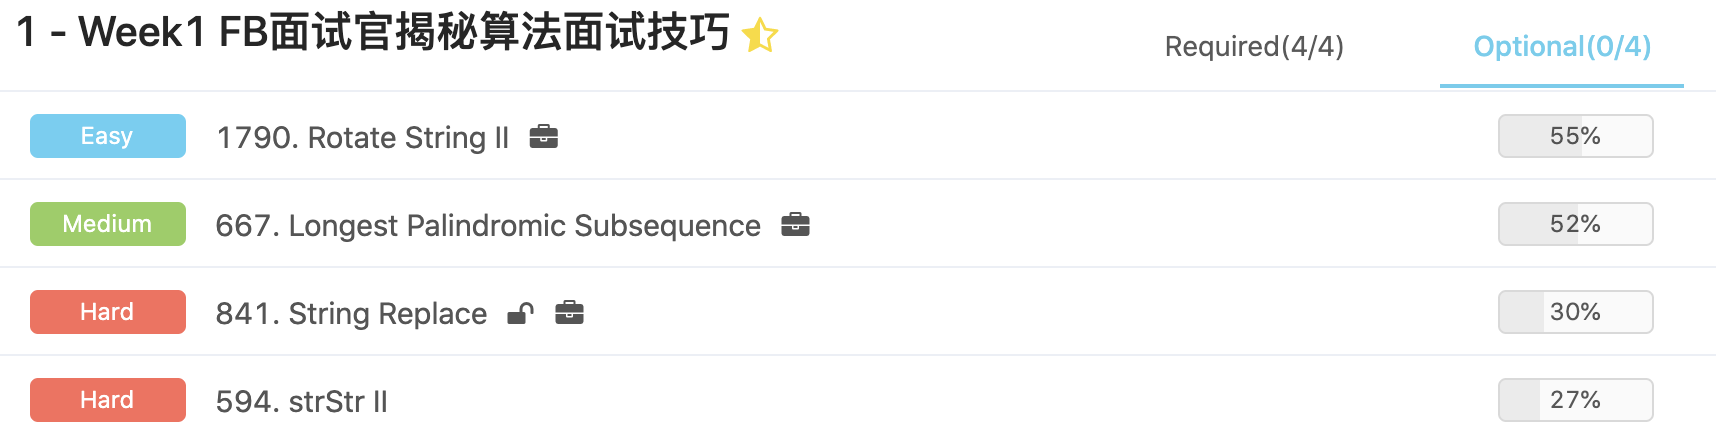 1 - Week1 FB面试官揭秘算法面试技巧
Required(4/4) Optional(0/4)
Easy 1790. Rotate String II 55%
Medium 667. Longest Palindromic Subsequence 52%
Hard 841. String Replace 30%
Hard 594. strStr II 27%